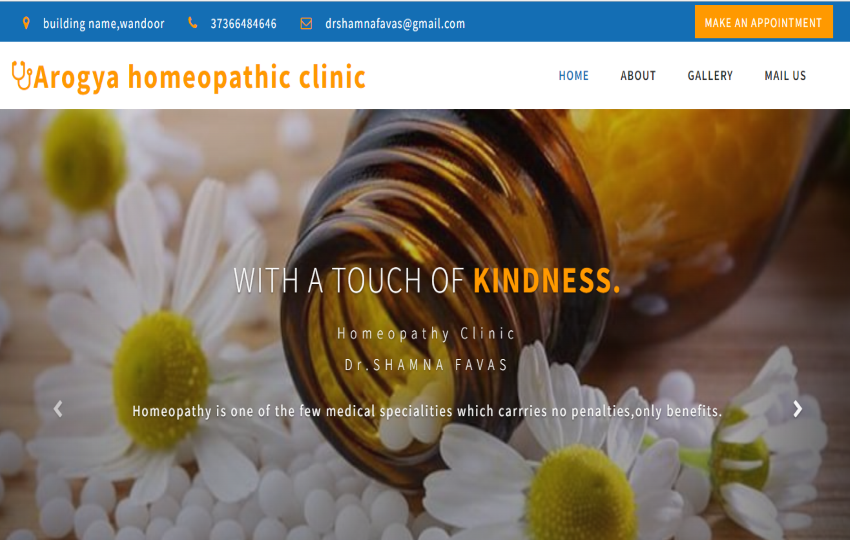 building name,wandoor 37366484646 drshamnafavas@gmail.com MAKE AN APPOINTMENT
Arogya homeopathic clinic HOME ABOUT GALLERY MAIL US
WITH A TOUCH OF KINDNESS.
Homeopathy Clinic
Dr.SHAMNA FAVAS
Homeopathy is one of the few medical specialities which carrries no penalties,only benefits.